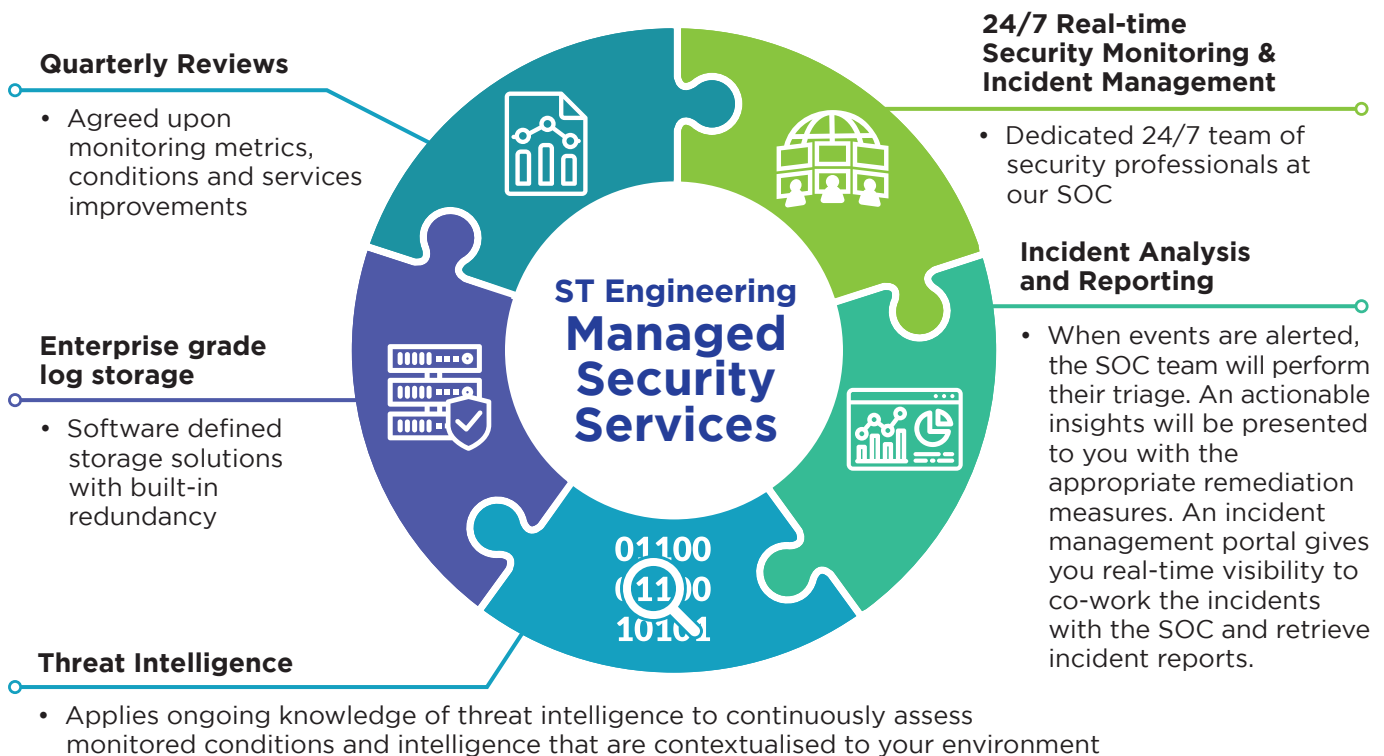 Quarterly Reviews
• Agreed upon
monitoring metrics,
conditions and services
improvements
24/7 Real-time
Security Monitoring &
Incident Management
• Dedicated 24/7 team of
security professionals at
our SOC
Incident Analysis
and Reporting
• When events are alerted,
the SOC team will perform
their triage. An actionable
insights will be presented
to you with the
appropriate remediation
measures. An incident
management portal gives
you real-time visibility to
co-work the incidents
with the SOC and retrieve
incident reports.
ST Engineering
Managed
Security
Services
Enterprise grade
log storage
• Software defined
storage solutions
with built-in
redundancy
01100
01100
10101
Threat Intelligence
• Applies ongoing knowledge of threat intelligence to continuously assess
monitored conditions and intelligence that are contextualised to your environment